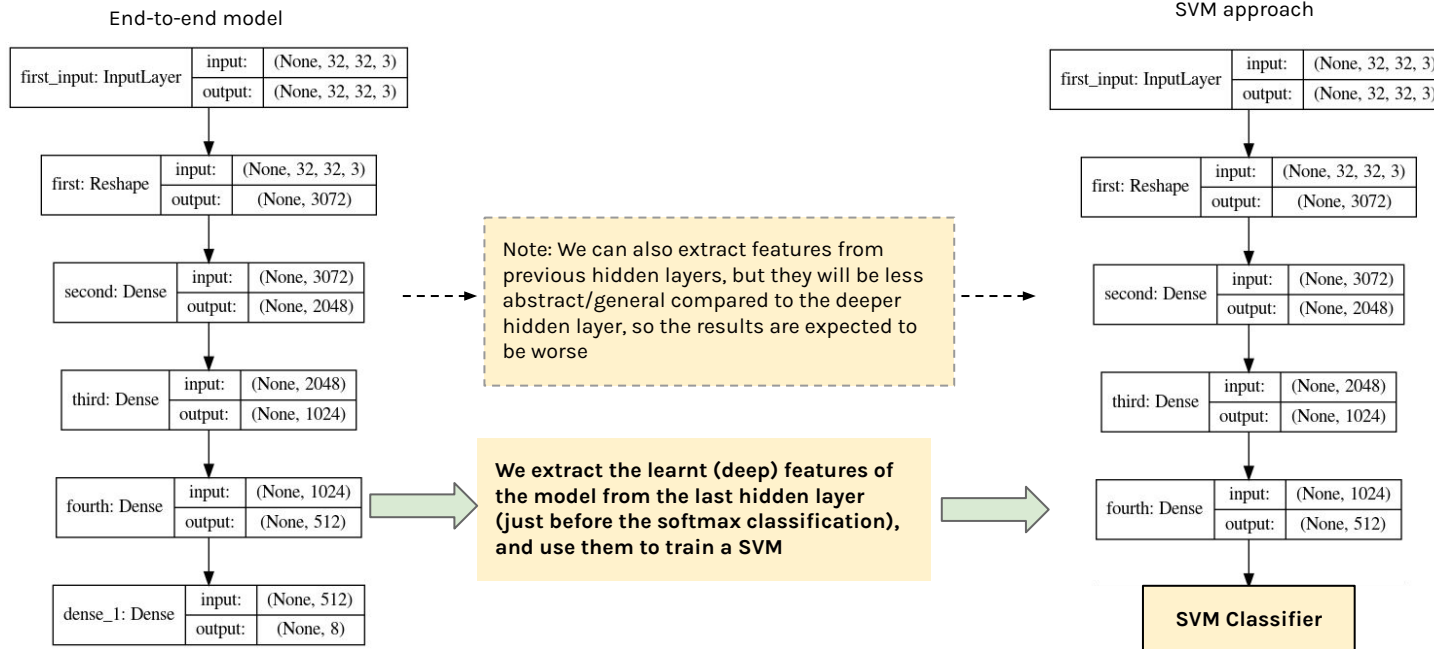 End-to-end model
first_input: InputLayer
input: (None, 32, 32, 3)
output: (None, 32, 32, 3)
first: Reshape
input: (None, 32, 32, 3)
output: (None, 3072)
second: Dense
input: (None, 3072)
output: (None, 2048)
third: Dense
input: (None, 2048)
output: (None, 1024)
fourth: Dense
input: (None, 1024)
output: (None, 512)
dense_1: Dense
input: (None, 512)
output: (None, 8)
Note: We can also extract features from
previous hidden layers, but they will be less
abstract/general compared to the deeper
hidden layer, so the results are expected to
be worse
We extract the learnt (deep) features of
the model from the last hidden layer
(just before the softmax classification),
and use them to train a SVM
SVM approach
first_input: InputLayer
input: (None, 32, 32, 3)
output: (None, 32, 32, 3)
first: Reshape
input: (None, 32, 32, 3)
output: (None, 3072)
second: Dense
input: (None, 3072)
output: (None, 2048)
third: Dense
input: (None, 2048)
output: (None, 1024)
fourth: Dense
input: (None, 1024)
output: (None, 512)
SVM Classifier